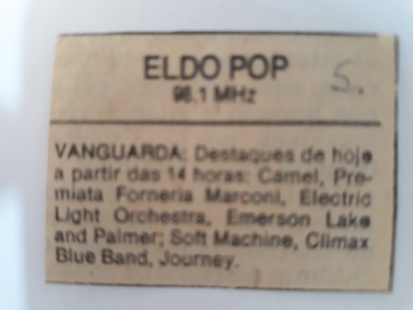 ELDO POP
98.1 MHz
S.
VANGUARDA: Destaques de hoje
a partir das 14 horas: Camel, Pre-
miata Forneria Marconi, Electric
Light Orchestra, Emerson Lake
and Palmer; Soft Machine, Climax
Blue Band, Journey.